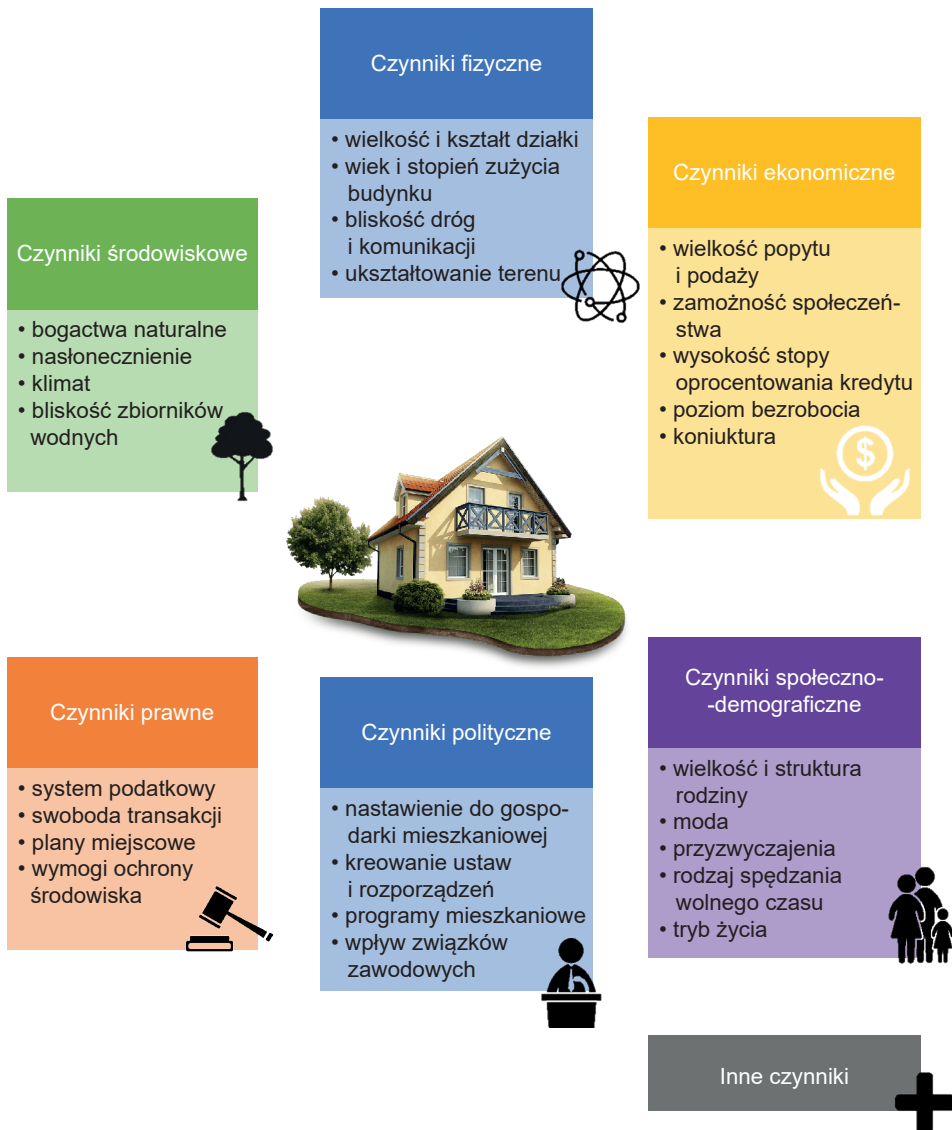 Czynniki fizyczne
• wielkość i kształt działki
• wiek i stopień zużycia
budynku
• bliskość dróg
i komunikacji
• ukształtowanie terenu
Czynniki ekonomiczne
• wielkość popytu
i podaży
• zamożność społeczeń-
stwa
• wysokość stopy
oprocentowania kredytu
• poziom bezrobocia
• koniuktura
$
Czynniki środowiskowe
• bogactwa naturalne
• nasłonecznienie
• klimat
• bliskość zbiorników
wodnych
Czynniki prawne
• system podatkowy
• swoboda transakcji
• plany miejscowe
• wymogi ochrony
środowiska
Czynniki polityczne
• nastawienie do gospo-
darki mieszkaniowej
• kreowanie ustaw
i rozporządzeń
• programy mieszkaniowe
• wpływ związków
zawodowych
Czynniki społeczno-
-demograficzne
• wielkość i struktura
rodziny
• moda
• przyzwyczajenia
• rodzaj spędzania
wolnego czasu
• tryb życia
Inne czynniki